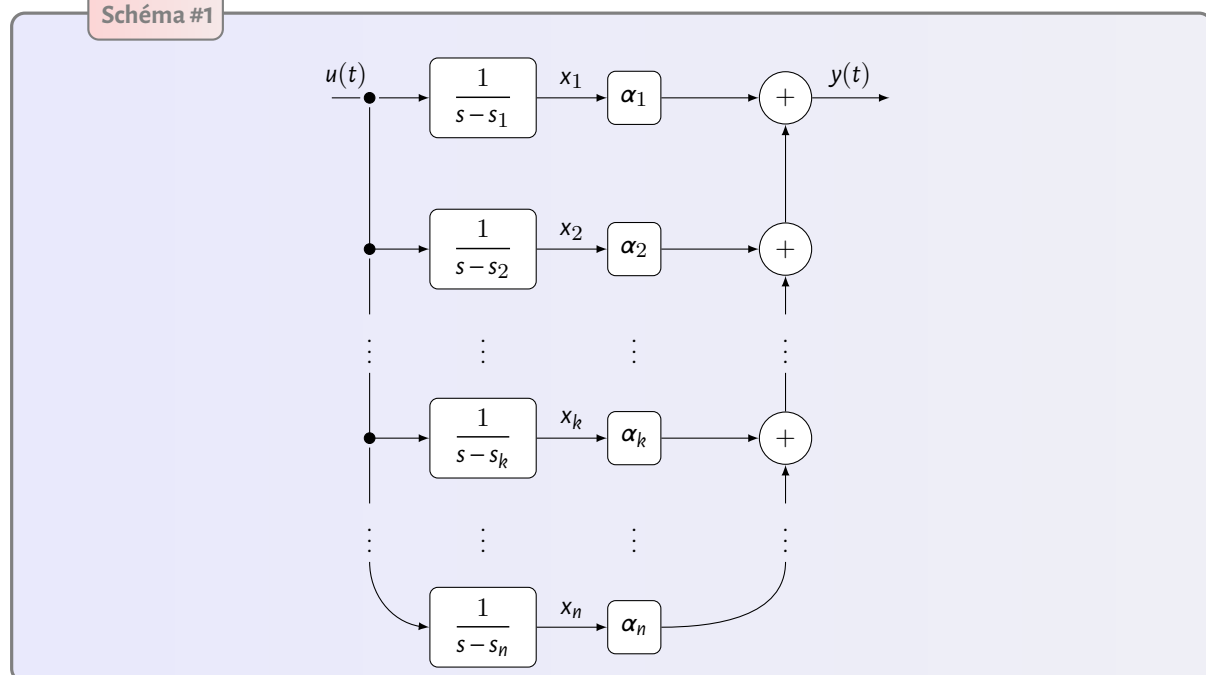 Schéma #1
u(t) 1/(s−s₁) x₁ α₁ + y(t)
1/(s−s₂) x₂ α₂ +
⋮ ⋮ ⋮ ⋮
1/(s−sₖ) xₖ αₖ +
⋮ ⋮ ⋮ ⋮
1/(s−sₙ) xₙ αₙ